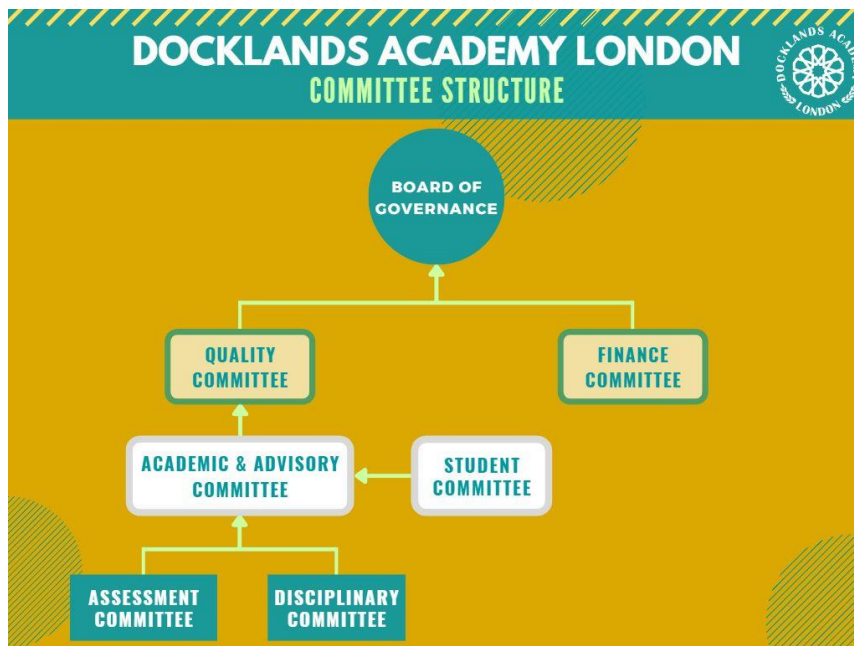 DOCKLANDS ACADEMY LONDON
COMMITTEE STRUCTURE
DOCKLANDS ACADEMY
LONDON
BOARD OF
GOVERNANCE
QUALITY
COMMITTEE
FINANCE
COMMITTEE
ACADEMIC & ADVISORY
COMMITTEE
STUDENT
COMMITTEE
ASSESSMENT
COMMITTEE
DISCIPLINARY
COMMITTEE